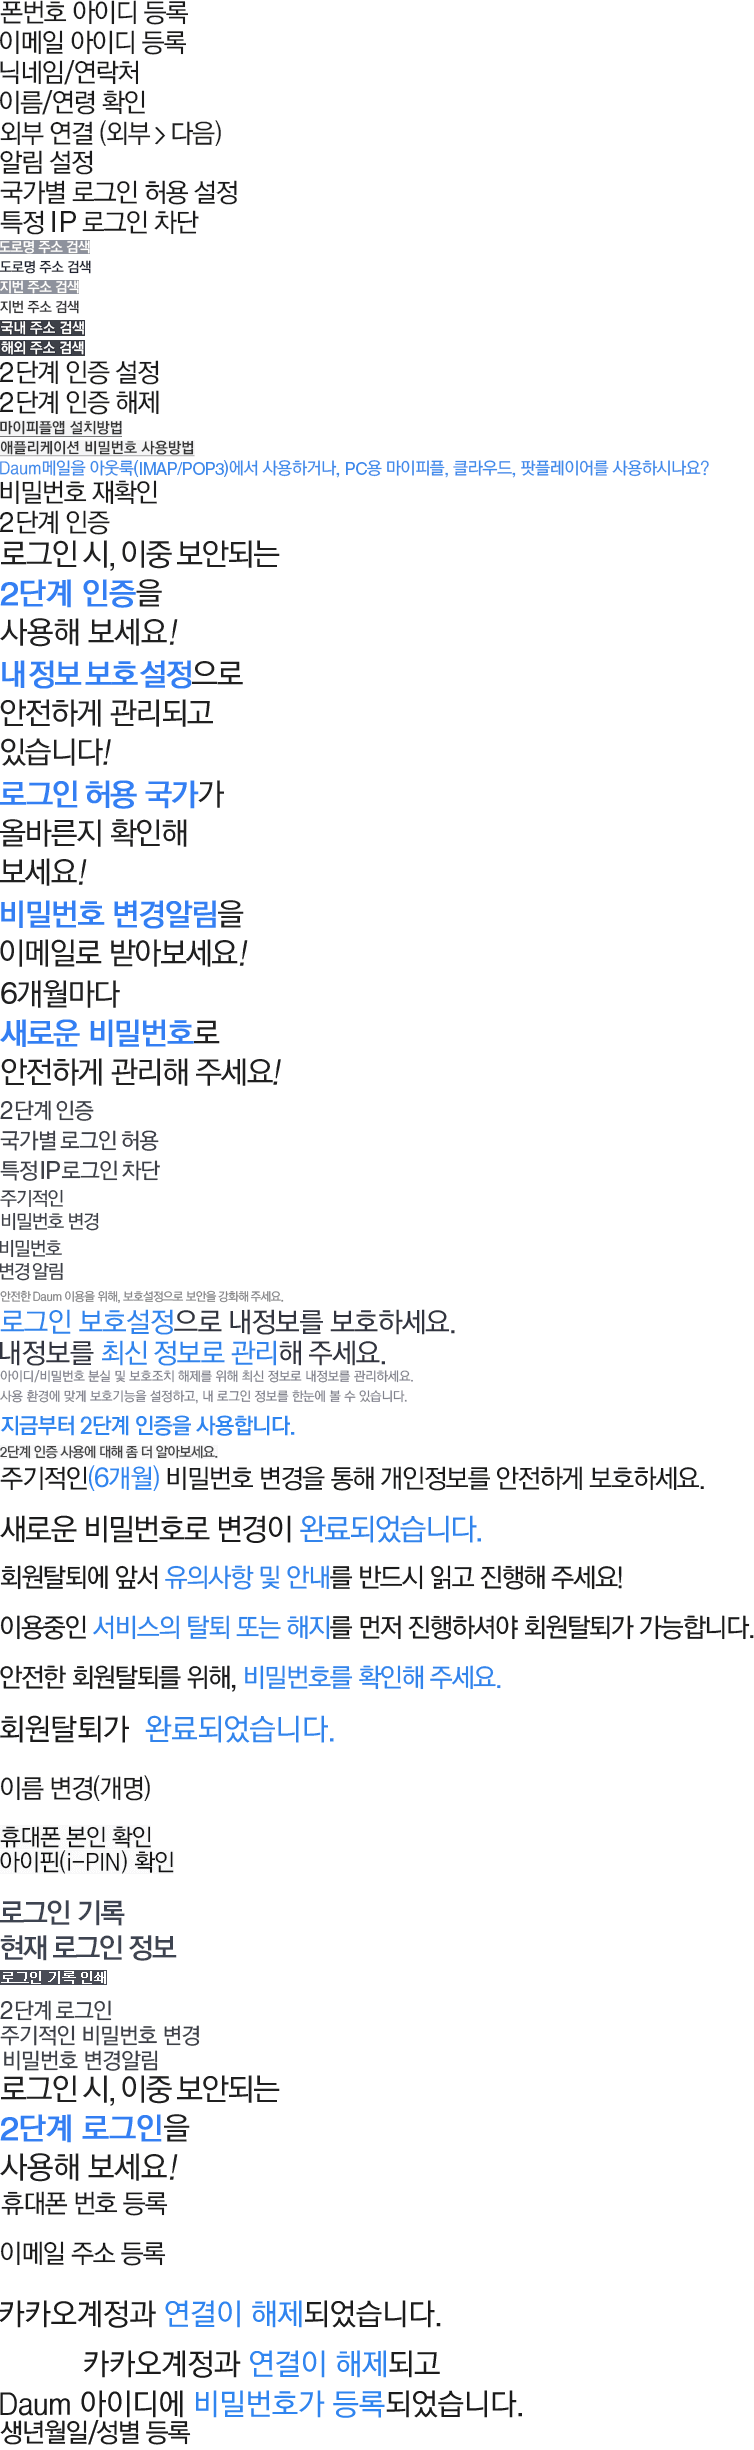 폰번호 아이디 등록
이메일 아이디 등록
닉네임/연락처
이름/연령 확인
외부 연결 (외부 > 다음)
알림 설정
국가별 로그인 허용 설정
특정 IP 로그인 차단
도로명 주소 검색
도로명 주소 검색
지번 주소 검색
지번 주소 검색
국내 주소 검색
해외 주소 검색
2단계 인증 설정
2단계 인증 해제
마이피플앱 설치방법
애플리케이션 비밀번호 사용방법
Daum메일을 아웃룩(IMAP/POP3)에서 사용하거나, PC용 마이피플, 클라우드, 팟플레이어를 사용하시나요?
비밀번호 재확인
2단계 인증
로그인 시, 이중 보안되는
2단계 인증을
사용해 보세요!
내 정보 보호 설정으로
안전하게 관리되고
있습니다!
로그인 허용 국가가
올바른지 확인해
보세요!
비밀번호 변경알림을
이메일로 받아보세요!
6개월마다
새로운 비밀번호로
안전하게 관리해 주세요!
2단계 인증
국가별 로그인 허용
특정 IP 로그인 차단
주기적인
비밀번호 변경
비밀번호
변경 알림
안전한 Daum 이용을 위해, 보호설정으로 보안을 강화해 주세요.
로그인 보호설정으로 내정보를 보호하세요.
내정보를 최신 정보로 관리해 주세요.
아이디/비밀번호 분실 및 보호조치 해제를 위해 최신 정보로 내정보를 관리하세요.
사용 환경에 맞게 보호기능을 설정하고, 내 로그인 정보를 한눈에 볼 수 있습니다.
지금부터 2단계 인증을 사용합니다.
2단계 인증 사용에 대해 좀 더 알아보세요.
주기적인(6개월) 비밀번호 변경을 통해 개인정보를 안전하게 보호하세요.
새로운 비밀번호로 변경이 완료되었습니다.
회원탈퇴에 앞서 유의사항 및 안내를 반드시 읽고 진행해 주세요!
이용중인 서비스의 탈퇴 또는 해지를 먼저 진행하셔야 회원탈퇴가 가능합니다.
안전한 회원탈퇴를 위해, 비밀번호를 확인해 주세요.
회원탈퇴가 완료되었습니다.
이름 변경(개명)
휴대폰 본인 확인
아이핀(i-PIN) 확인
로그인 기록
현재 로그인 정보
로그인 기록 인쇄
2단계 로그인
주기적인 비밀번호 변경
비밀번호 변경알림
로그인 시, 이중 보안되는
2단계 로그인을
사용해 보세요!
휴대폰 번호 등록
이메일 주소 등록
카카오계정과 연결이 해제되었습니다.
카카오계정과 연결이 해제되고
Daum 아이디에 비밀번호가 등록되었습니다.
생년월일/성별 등록